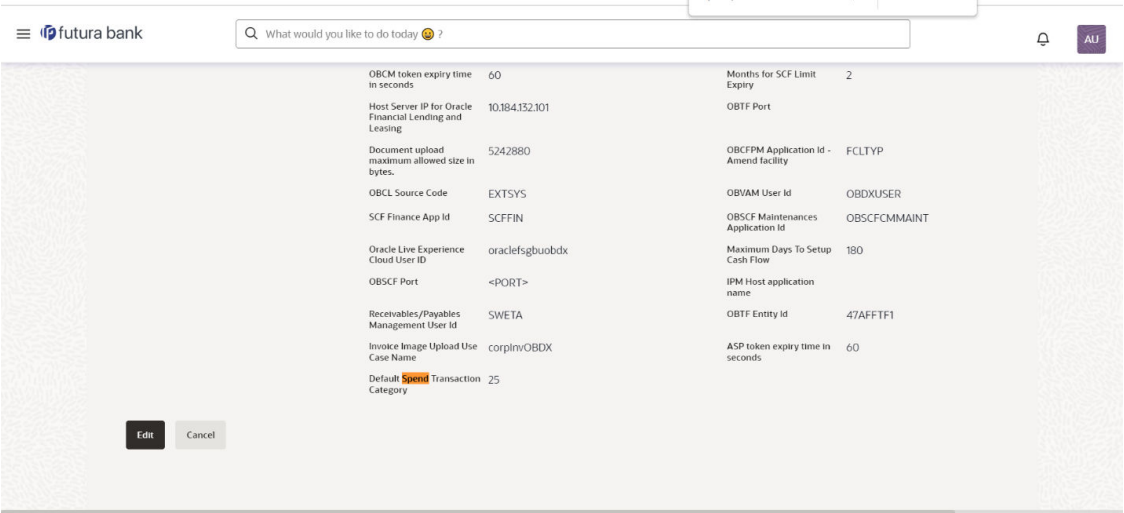 futura bank
What would you like to do today 😀 ?
AU
OBCM token expiry time 60
in seconds
Months for SCF Limit 2
Expiry
Host Server IP for Oracle 10.184.132.101
Financial Lending and
Leasing
OBTF Port
Document upload 5242880
maximum allowed size in
bytes.
OBCFPM Application Id - FCLTYP
Amend facility
OBCL Source Code EXTSYS
OBVAM User Id OBDXUSER
SCF Finance App Id SCFFIN
OBSCF Maintenances OBSCFCMMAINT
Application Id
Oracle Live Experience oraclefsgbuobdx
Cloud User ID
Maximum Days To Setup 180
Cash Flow
OBSCF Port <PORT>
IPM Host application
name
Receivables/Payables SWETA
Management User Id
OBTF Entity Id 47AFFTF1
Invoice Image Upload Use corpInvOBDX
Case Name
ASP token expiry time in 60
seconds
Default Spend Transaction 25
Category
Edit Cancel